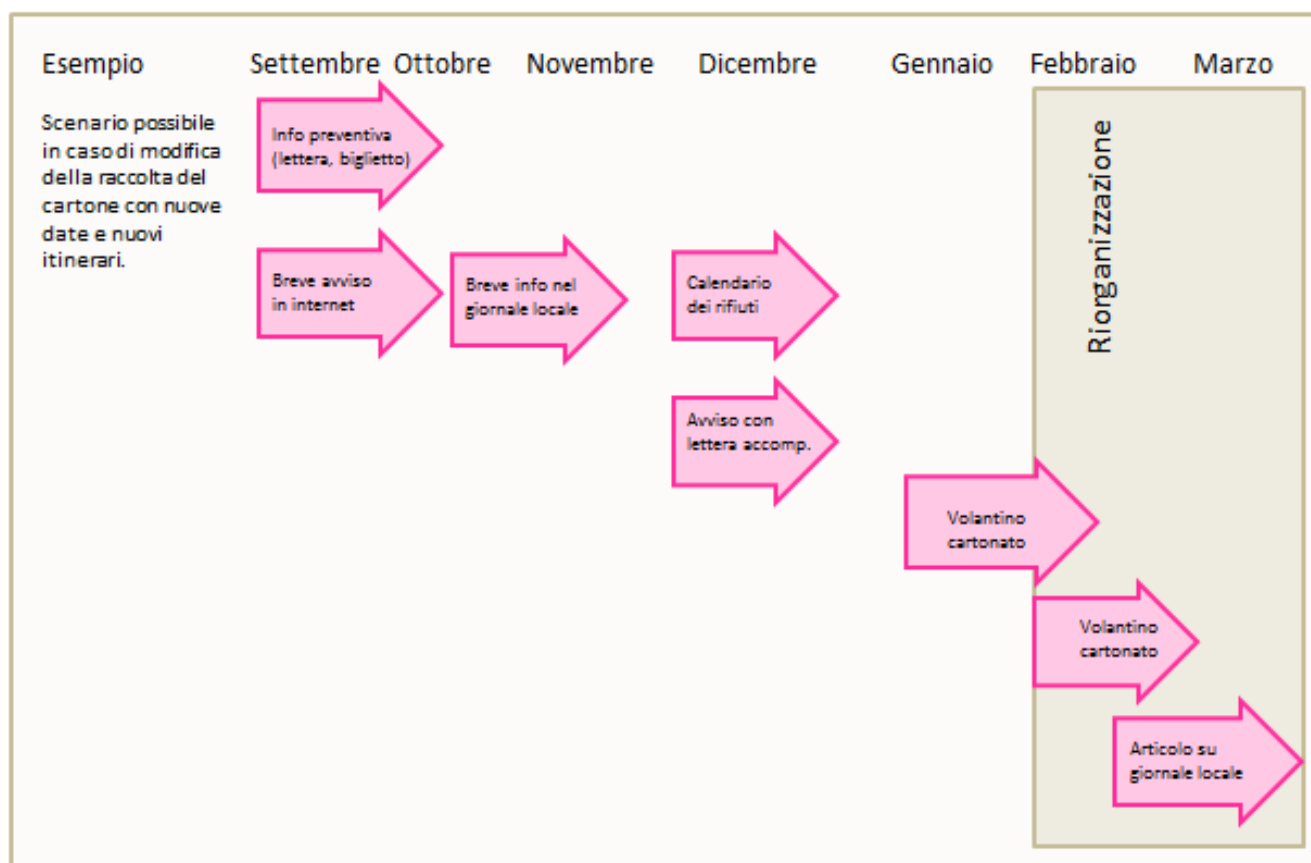 Esempio Settembre Ottobre Novembre Dicembre Gennaio Febbraio Marzo
Scenario possibile
in caso di modifica
della raccolta del
cartone con nuove
date e nuovi
itinerari.
Info preventiva
(lettera, biglietto)
Breve avviso
in internet
Breve info nel
giornale locale
Calendario
dei rifiuti
Avviso con
lettera accomp.
Riorganizzazione
Volantino
cartonato
Volantino
cartonato
Articolo su
giornale locale